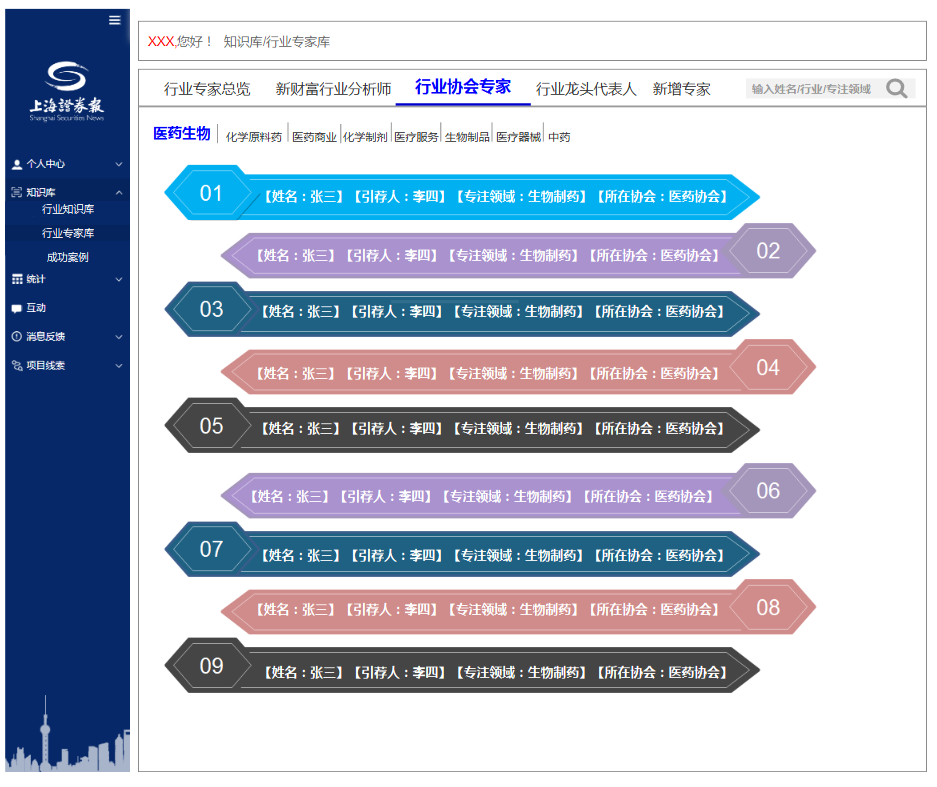 上海證券報
Shanghai Securities News
个人中心
知识库
行业知识库
行业专家库
成功案例
统计
互动
消息反馈
项目线索
XXX,您好！ 知识库/行业专家库
行业专家总览 新财富行业分析师 行业协会专家 行业龙头代表人 新增专家 输入姓名/行业/专注领域
医药生物 化学原料药 医药商业 化学制剂 医疗服务 生物制品 医疗器械 中药
01 【姓名：张三】【引荐人：李四】【专注领域：生物制药】【所在协会：医药协会】
【姓名：张三】【引荐人：李四】【专注领域：生物制药】【所在协会：医药协会】 02
03 【姓名：张三】【引荐人：李四】【专注领域：生物制药】【所在协会：医药协会】
【姓名：张三】【引荐人：李四】【专注领域：生物制药】【所在协会：医药协会】 04
05 【姓名：张三】【引荐人：李四】【专注领域：生物制药】【所在协会：医药协会】
【姓名：张三】【引荐人：李四】【专注领域：生物制药】【所在协会：医药协会】 06
07 【姓名：张三】【引荐人：李四】【专注领域：生物制药】【所在协会：医药协会】
【姓名：张三】【引荐人：李四】【专注领域：生物制药】【所在协会：医药协会】 08
09 【姓名：张三】【引荐人：李四】【专注领域：生物制药】【所在协会：医药协会】